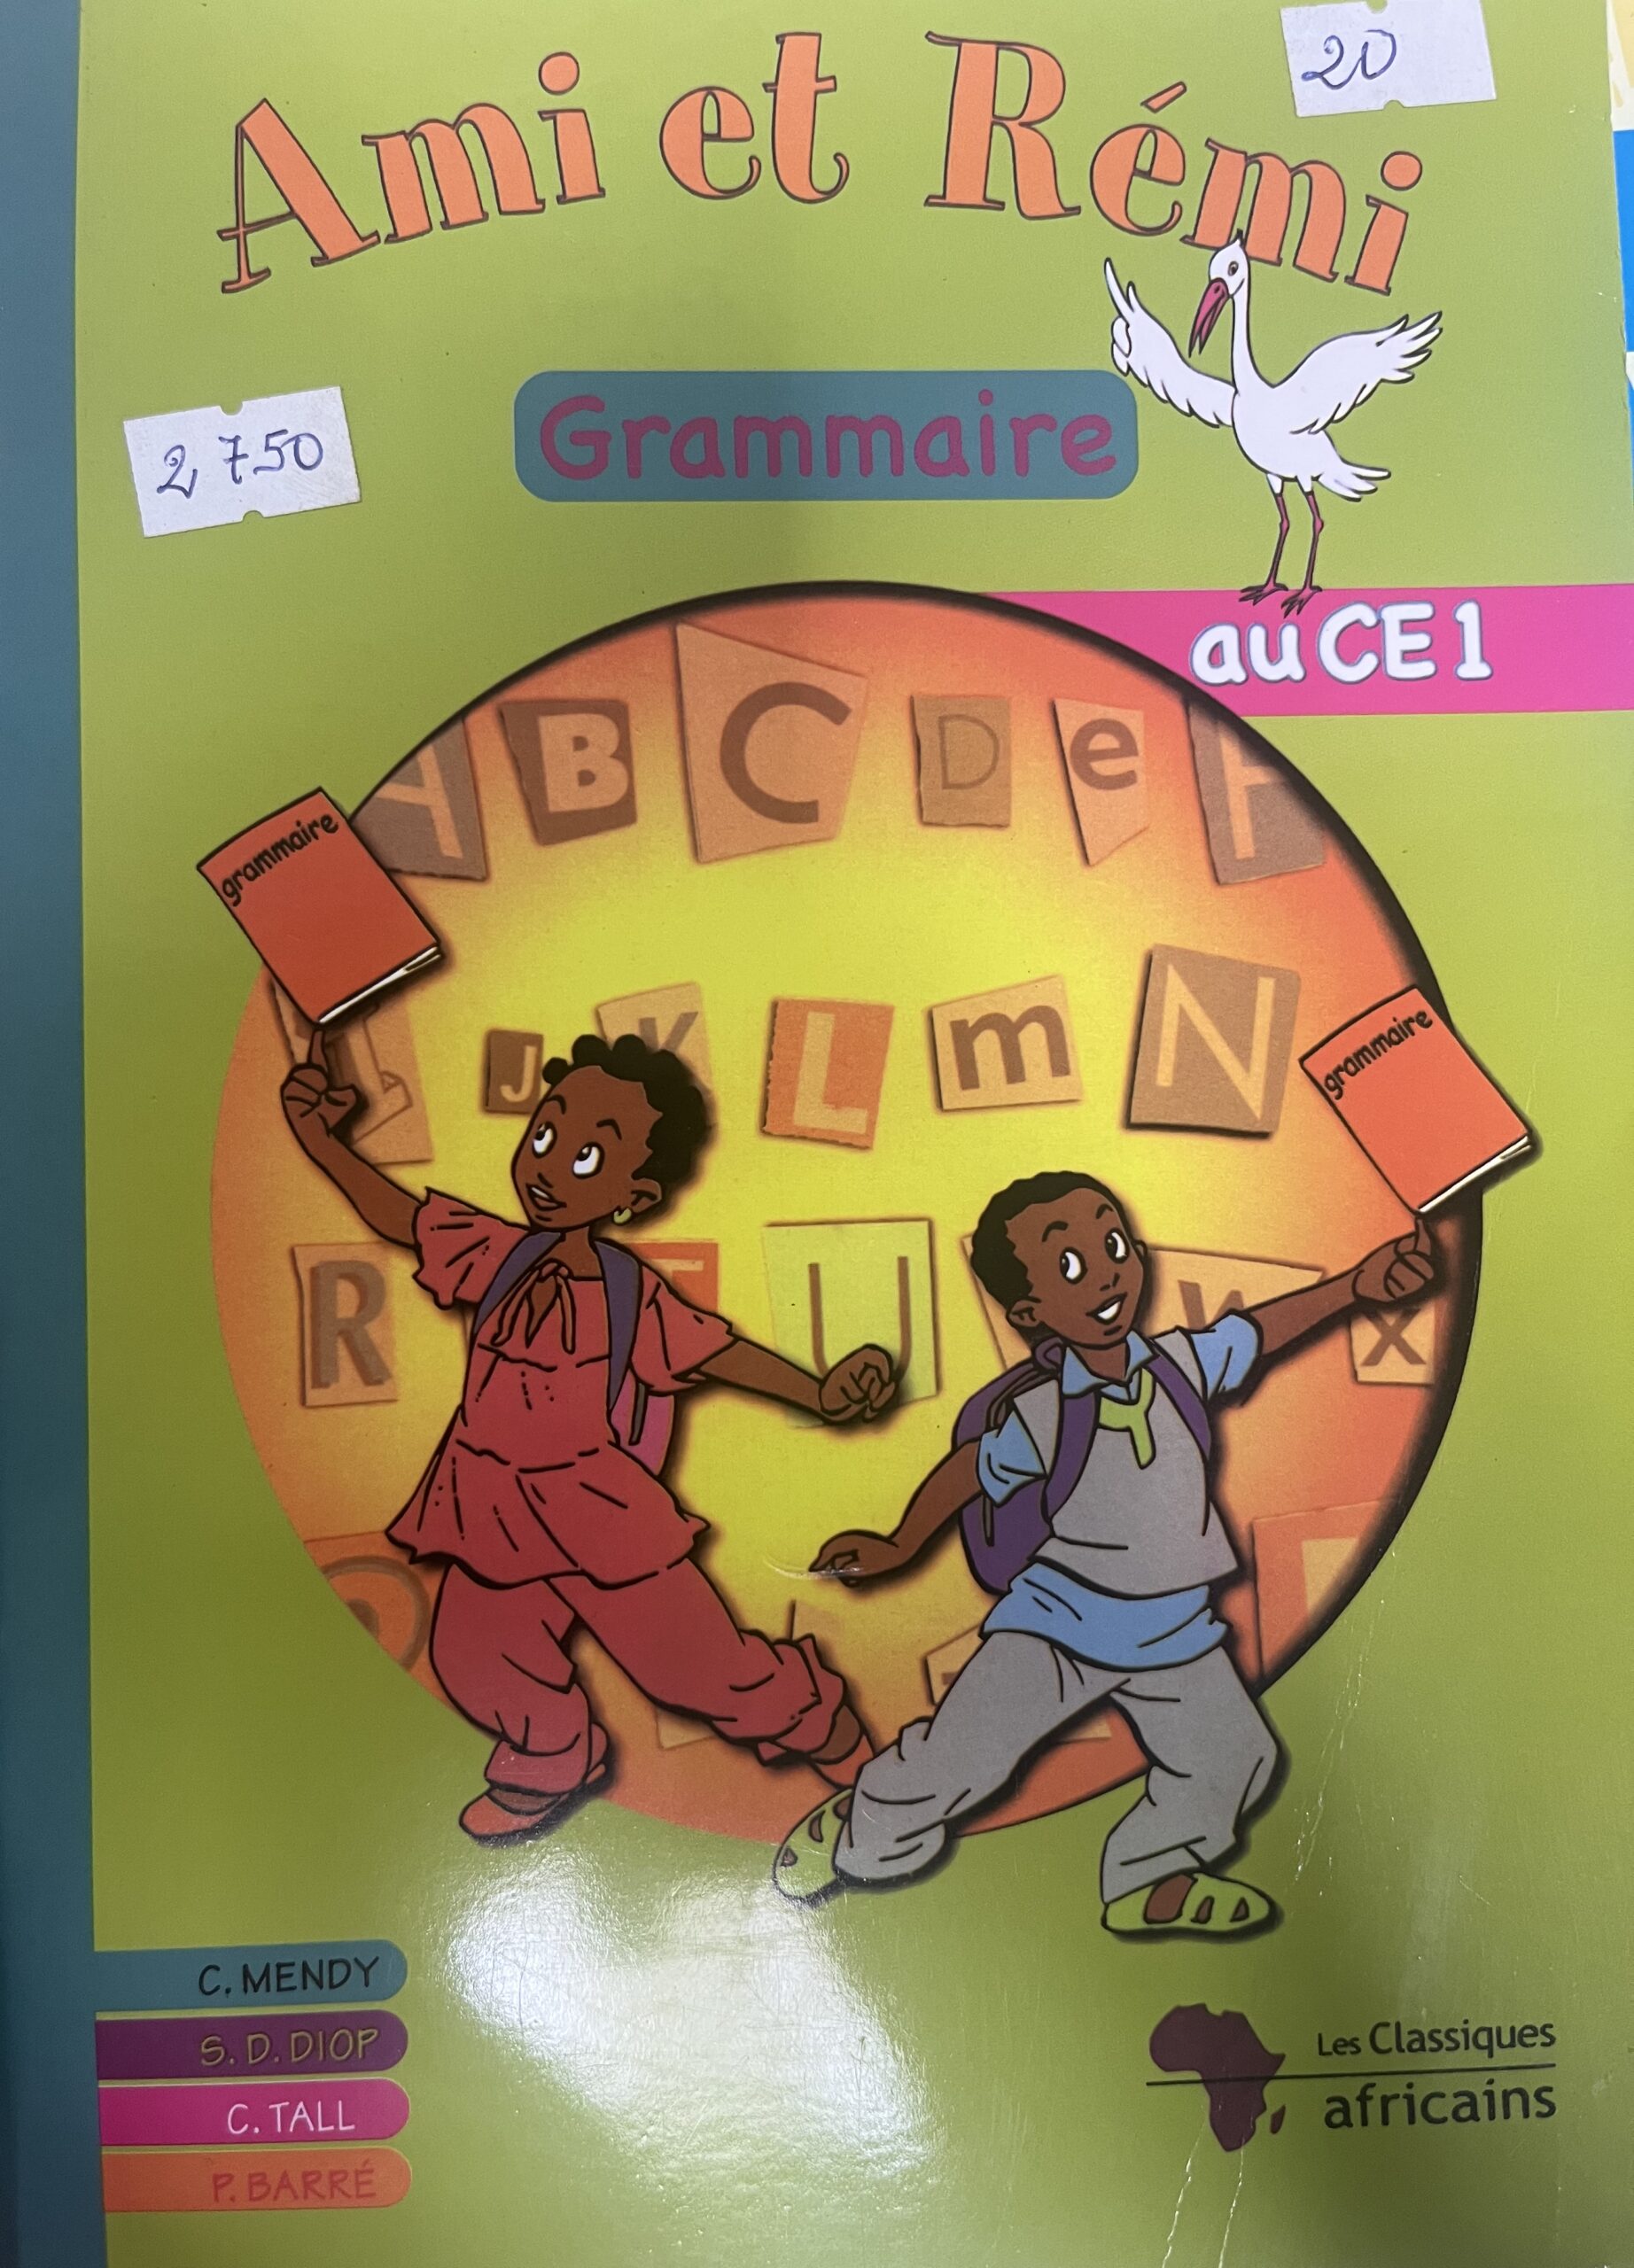 20
Ami et Rémi
2 750
Grammaire
au CE 1
A B C D e F
grammaire
I J K L m N
grammaire
R T U W x
C. MENDY
S. D. DIOP
C. TALL
P. BARRÉ
Les Classiques
africains